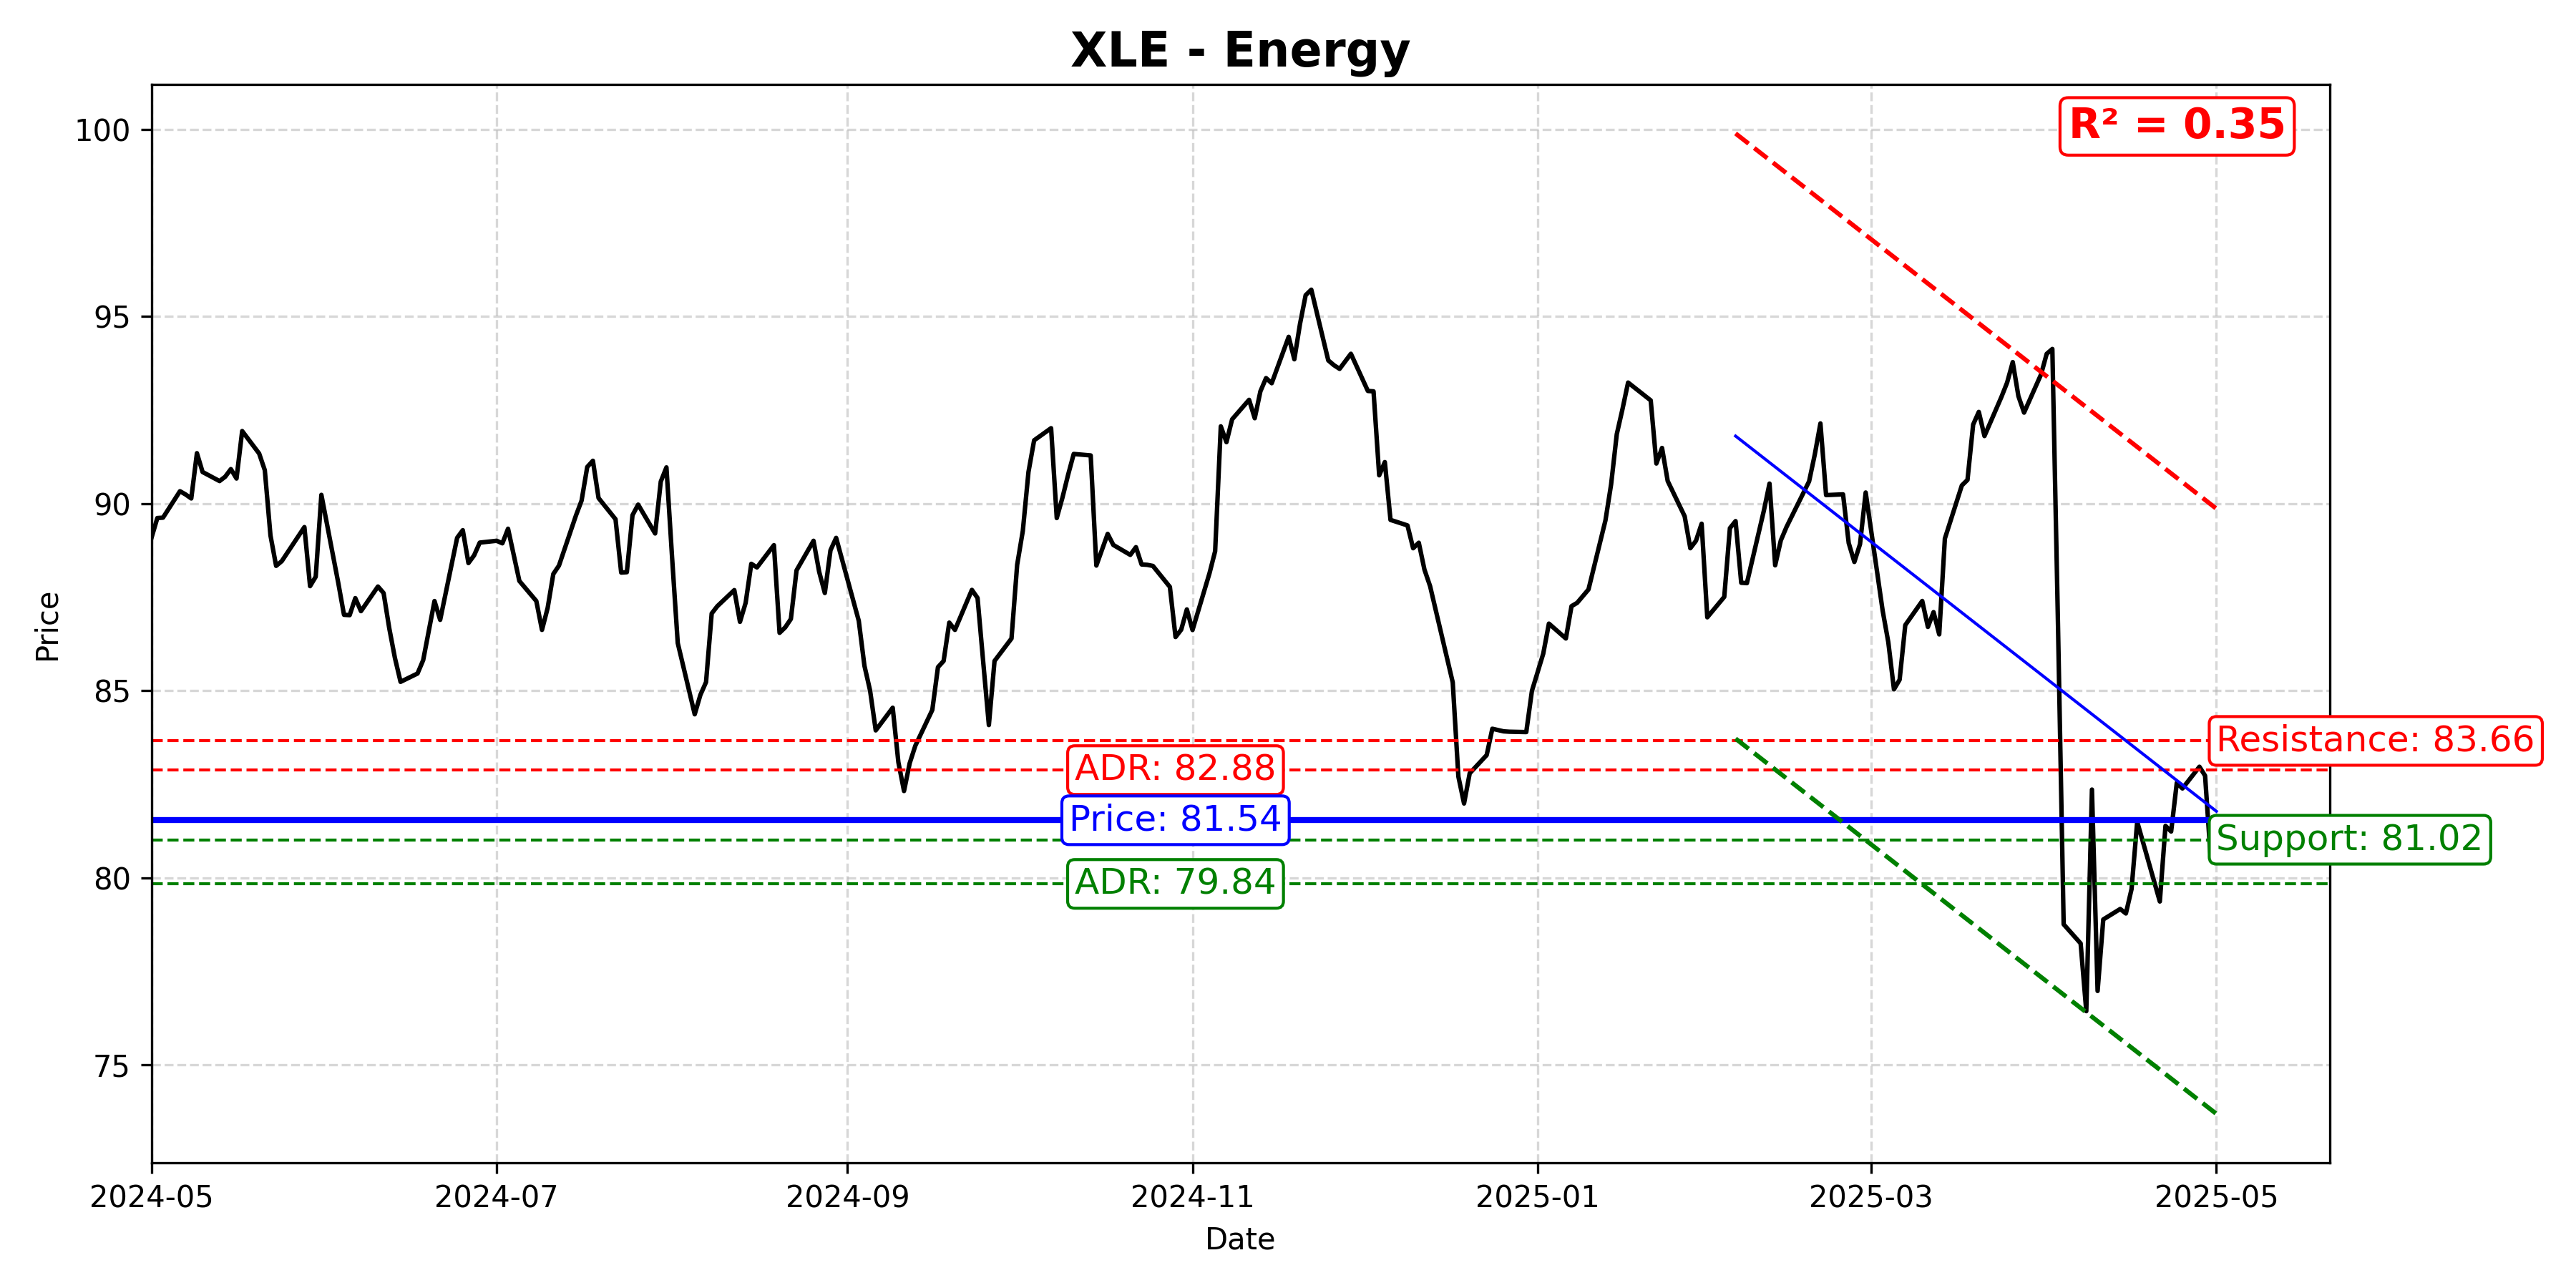 XLE - Energy
R² = 0.35
100
95
90
85
80
75
Price
Resistance: 83.66
ADR: 82.88
Price: 81.54
Support: 81.02
ADR: 79.84
2024-05
2024-07
2024-09
2024-11
2025-01
2025-03
2025-05
Date